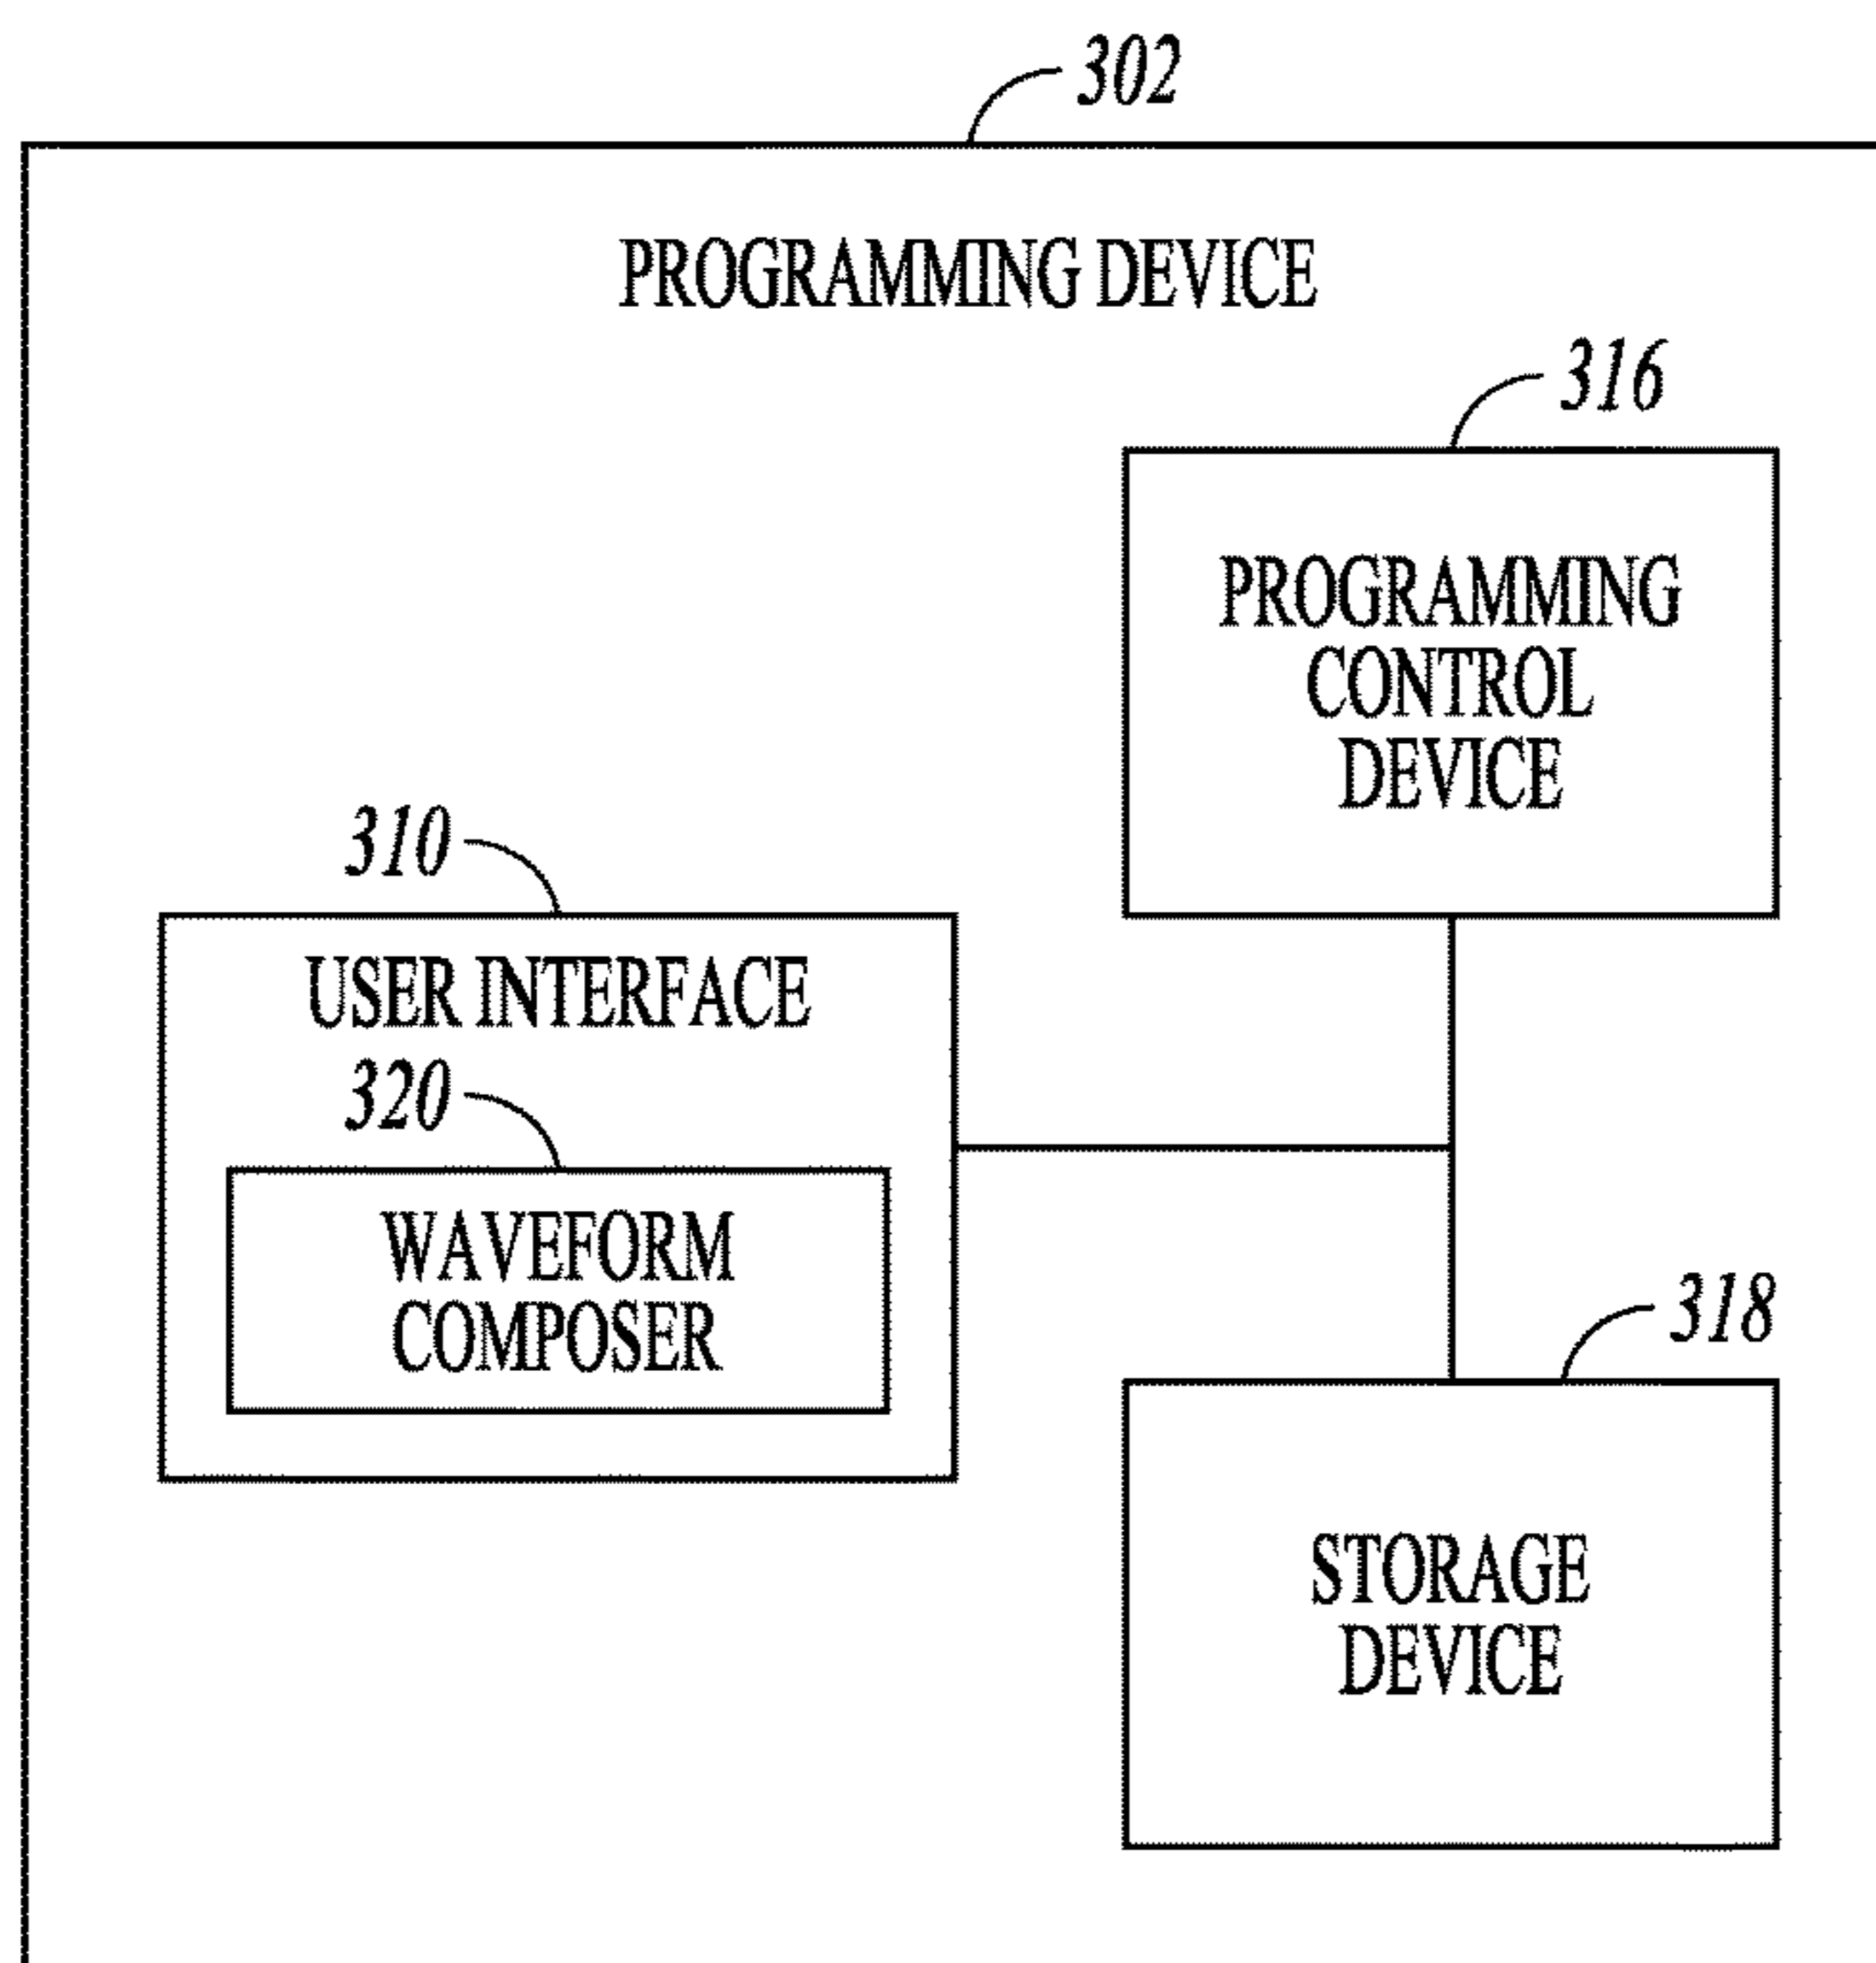 302
PROGRAMMING DEVICE
316
PROGRAMMING
CONTROL
DEVICE
310
USER INTERFACE
320
WAVEFORM
COMPOSER
318
STORAGE
DEVICE